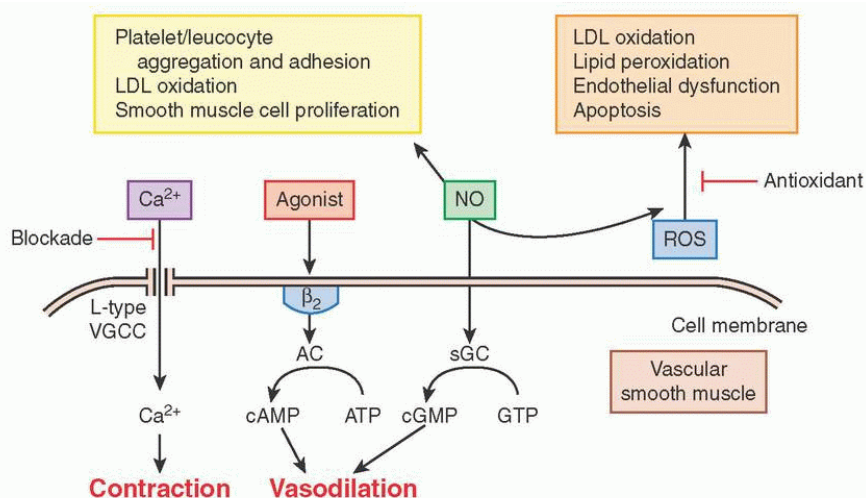 Platelet/leucocyte
aggregation and adhesion
LDL oxidation
Smooth muscle cell proliferation
LDL oxidation
Lipid peroxidation
Endothelial dysfunction
Apoptosis
Antioxidant
Ca²⁺
Agonist
NO
ROS
Blockade
β₂
L-type
VGCC
Cell membrane
AC
sGC
Vascular
smooth muscle
Ca²⁺
cAMP
ATP
cGMP
GTP
Contraction
Vasodilation